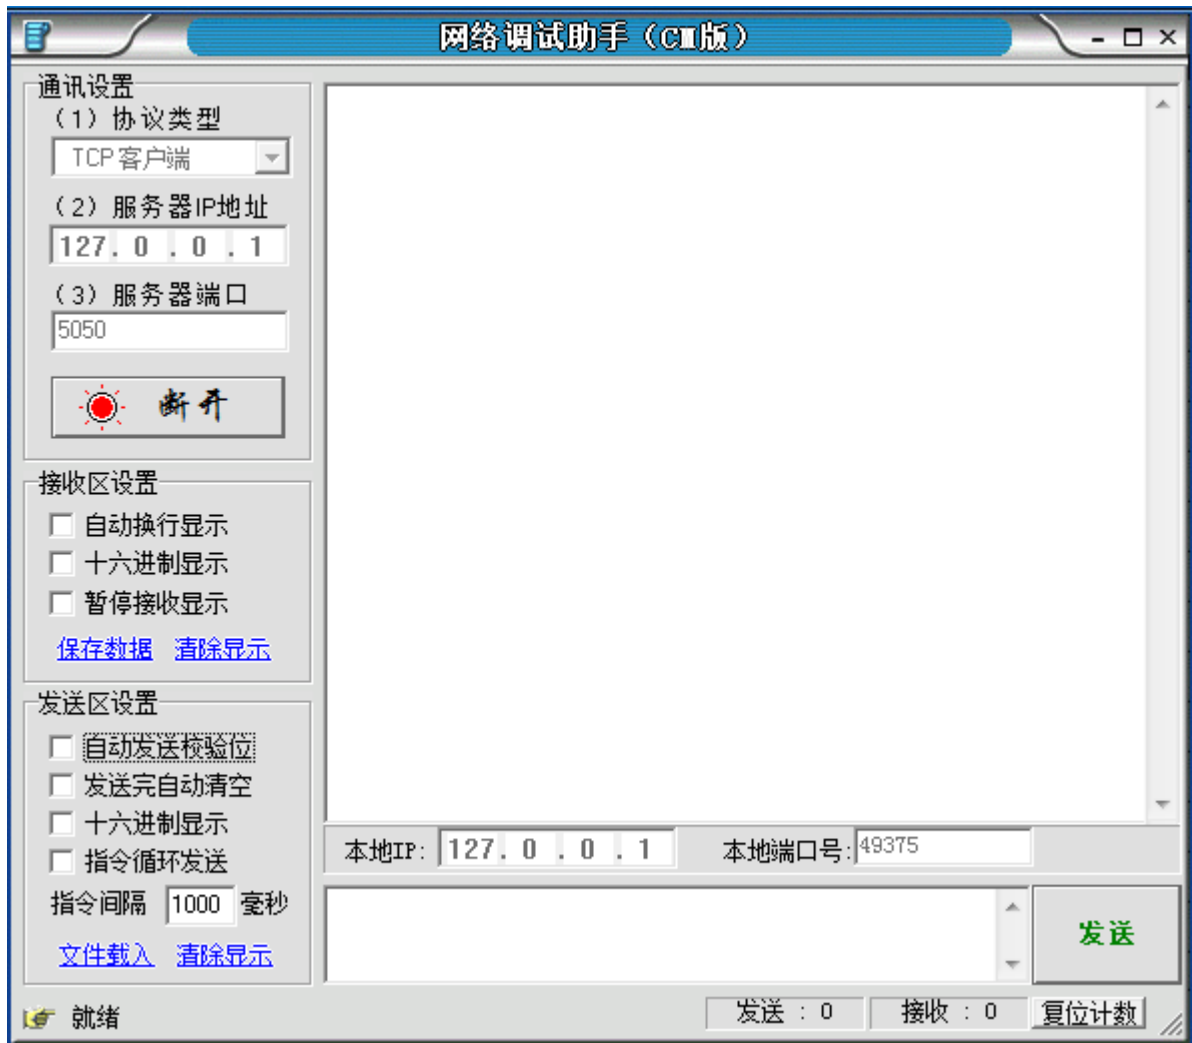 网络调试助手（CM版）
通讯设置
（1）协议类型
TCP客户端
（2）服务器IP地址
127. 0 . 0 . 1
（3）服务器端口
5050
断开
接收区设置
自动换行显示
十六进制显示
暂停接收显示
保存数据 清除显示
发送区设置
自动发送校验位
发送完自动清空
十六进制显示
指令循环发送
指令间隔 1000 毫秒
文件载入 清除显示
本地IP: 127. 0 . 0 . 1 本地端口号: 49375
发送
就绪 发送 : 0 接收 : 0 复位计数